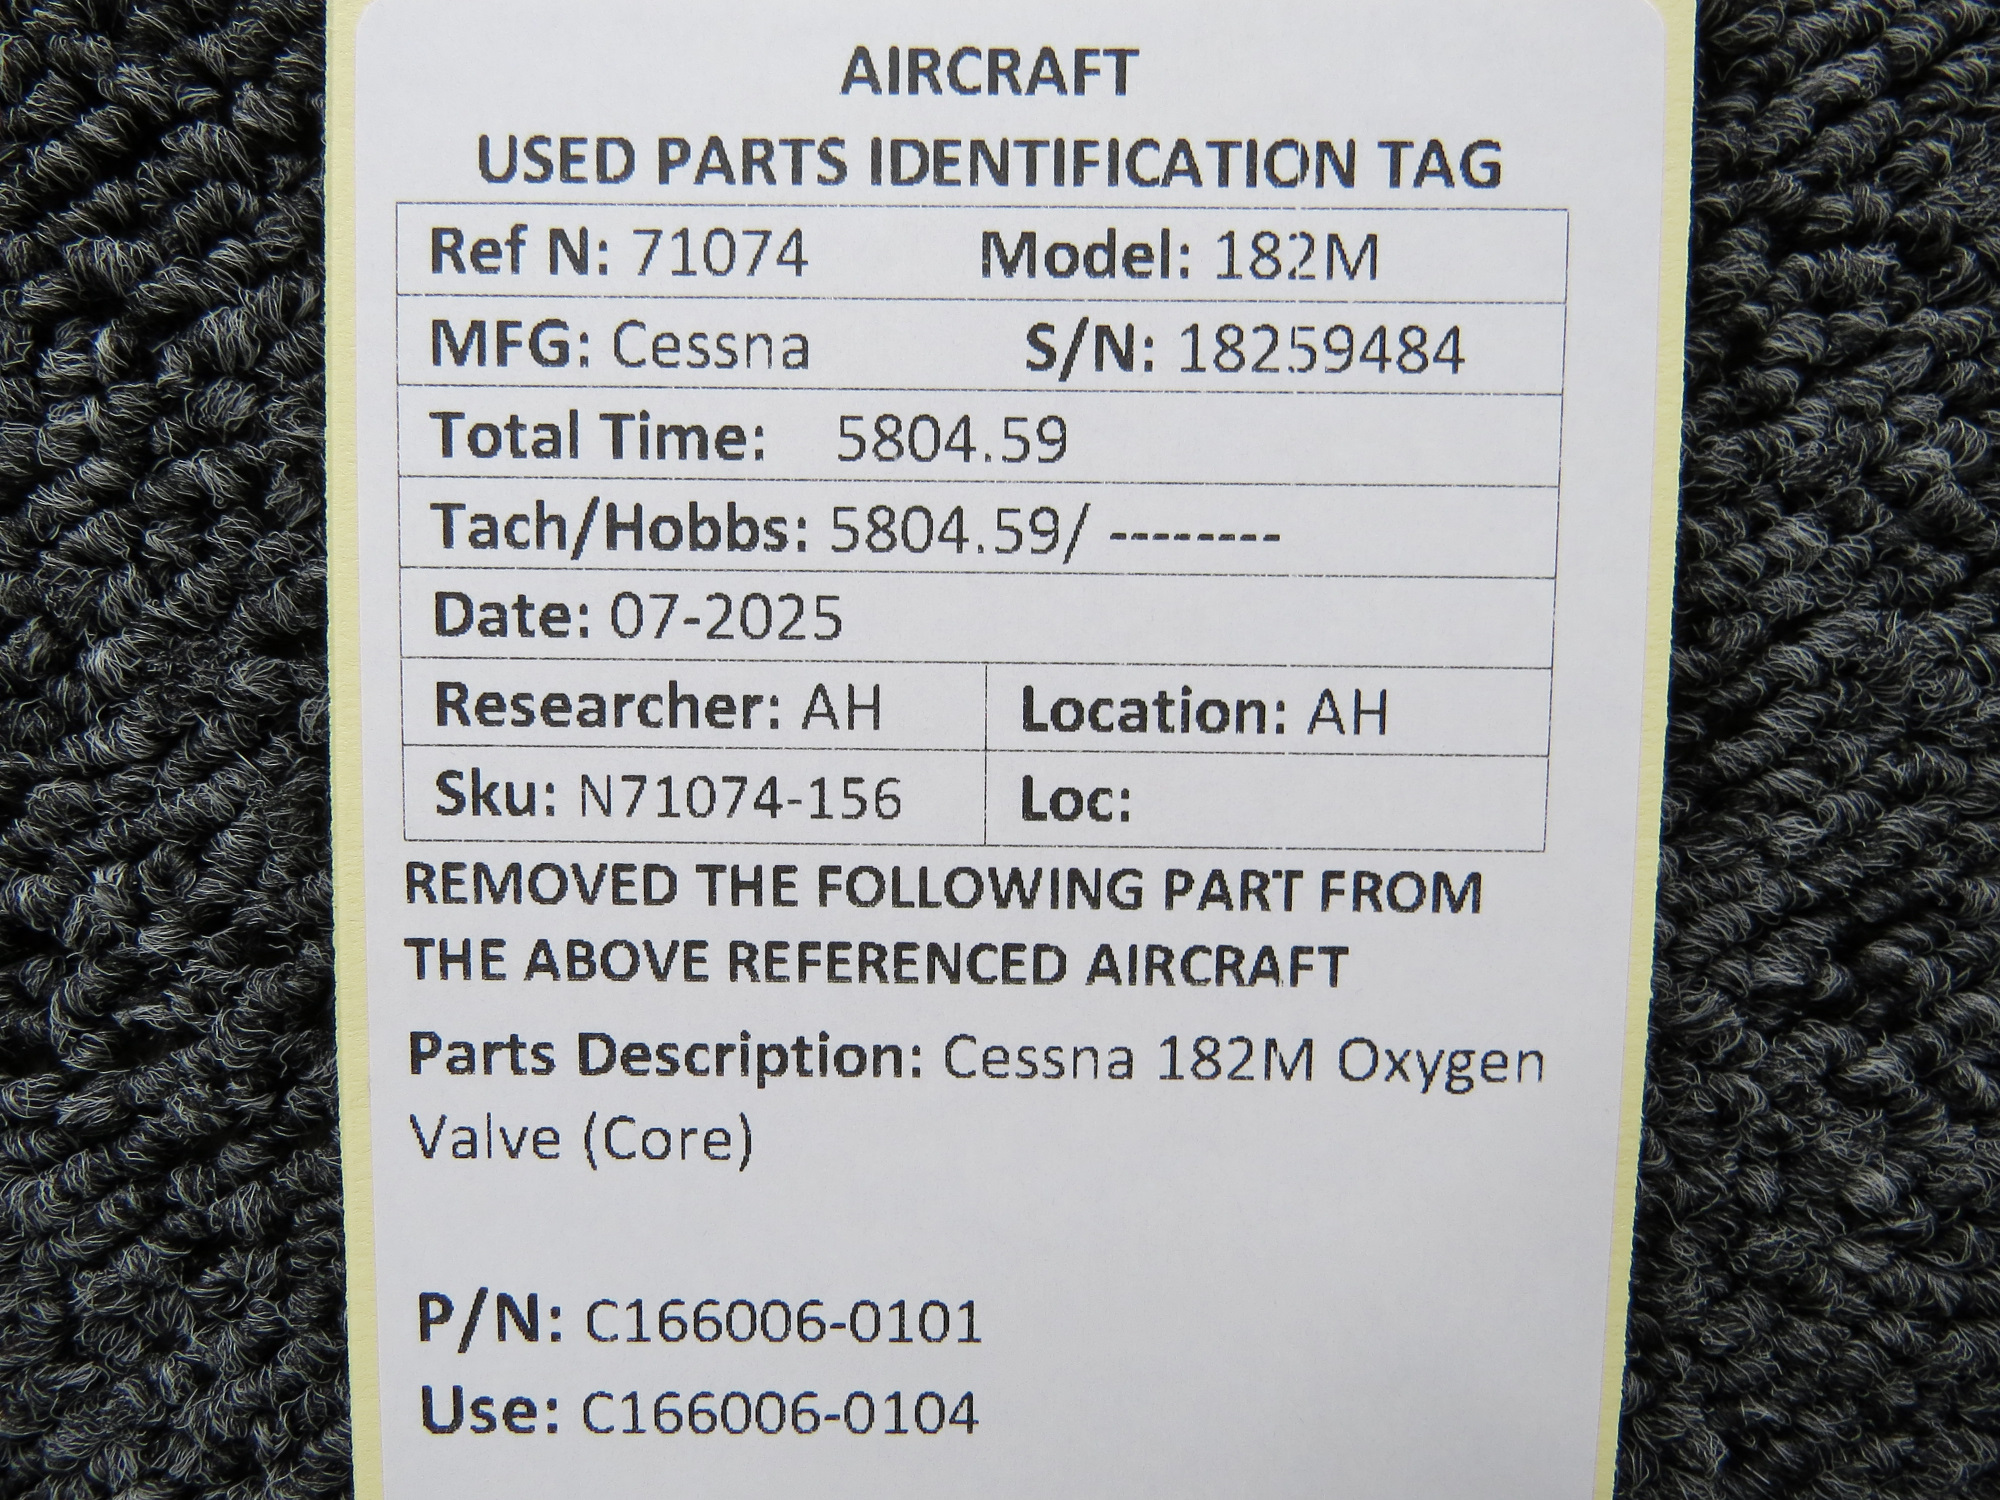 AIRCRAFT
USED PARTS IDENTIFICATION TAG
Ref N: 71074 Model: 182M
MFG: Cessna S/N: 18259484
Total Time: 5804.59
Tach/Hobbs: 5804.59/ --------
Date: 07-2025
Researcher: AH Location: AH
Sku: N71074-156 Loc:
REMOVED THE FOLLOWING PART FROM
THE ABOVE REFERENCED AIRCRAFT
Parts Description: Cessna 182M Oxygen
Valve (Core)
P/N: C166006-0101
Use: C166006-0104